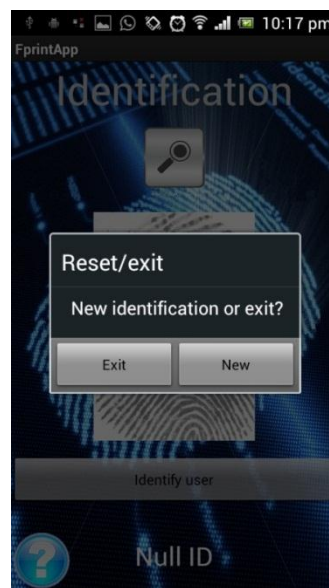 10:17 pm
FprintApp
Identification
Reset/exit
New identification or exit?
Exit New
Identify user
? Null ID